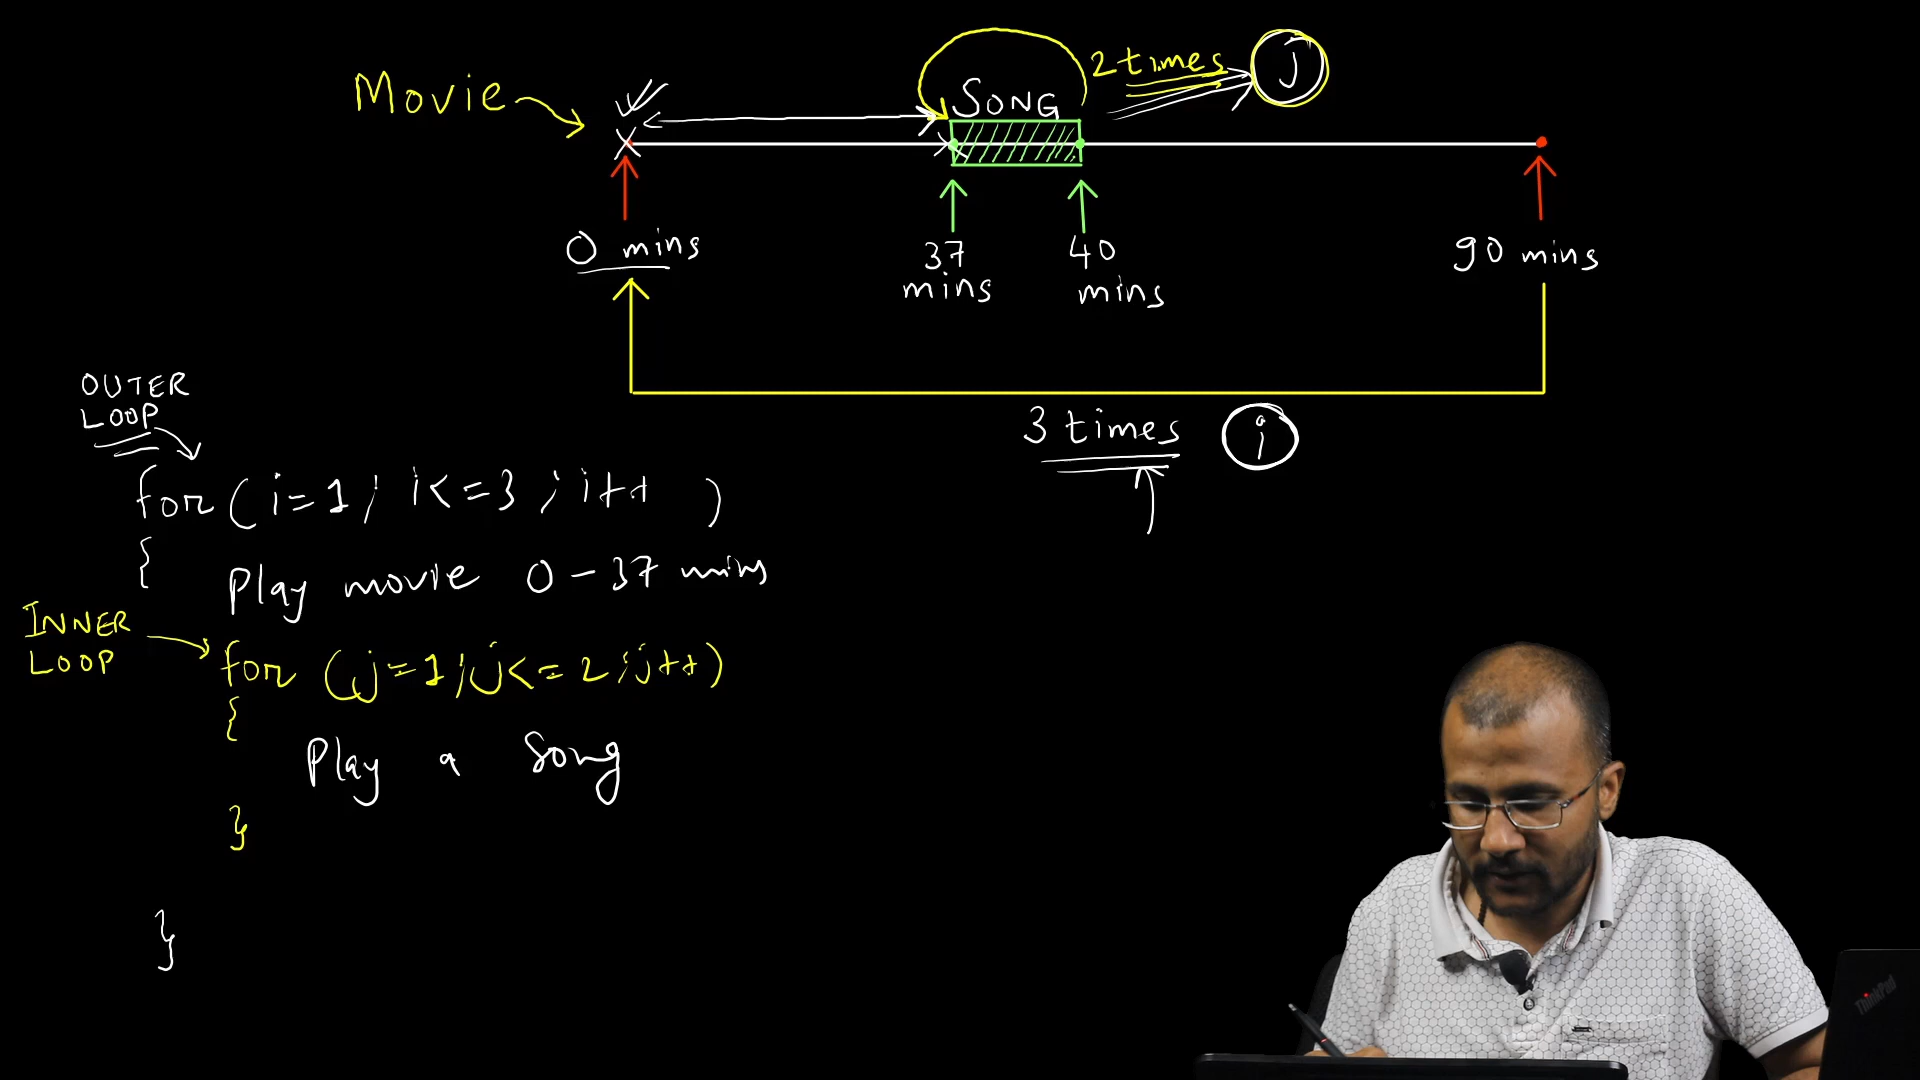 Movie
SONG
2 times
j
0 mins
37 mins
40 mins
90 mins
3 times
i
OUTER LOOP
for ( i=1 ; i<=3 ; i++ )
{
Play movie 0-37 mins
INNER LOOP
for (j=1 ; j<=2 ; j++)
{
Play a Song
}
}
ThinkPad